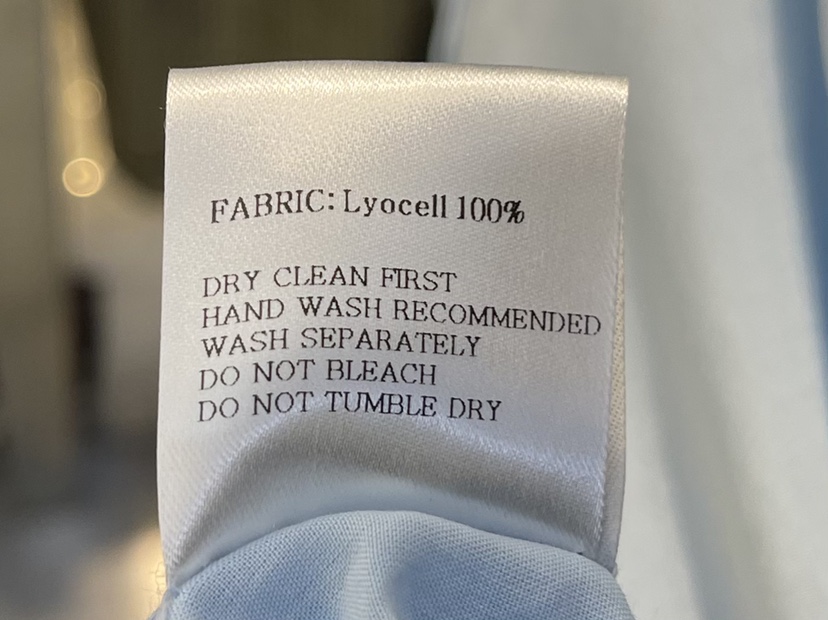 FABRIC: Lyocell 100%
DRY CLEAN FIRST
HAND WASH RECOMMENDED
WASH SEPARATELY
DO NOT BLEACH
DO NOT TUMBLE DRY